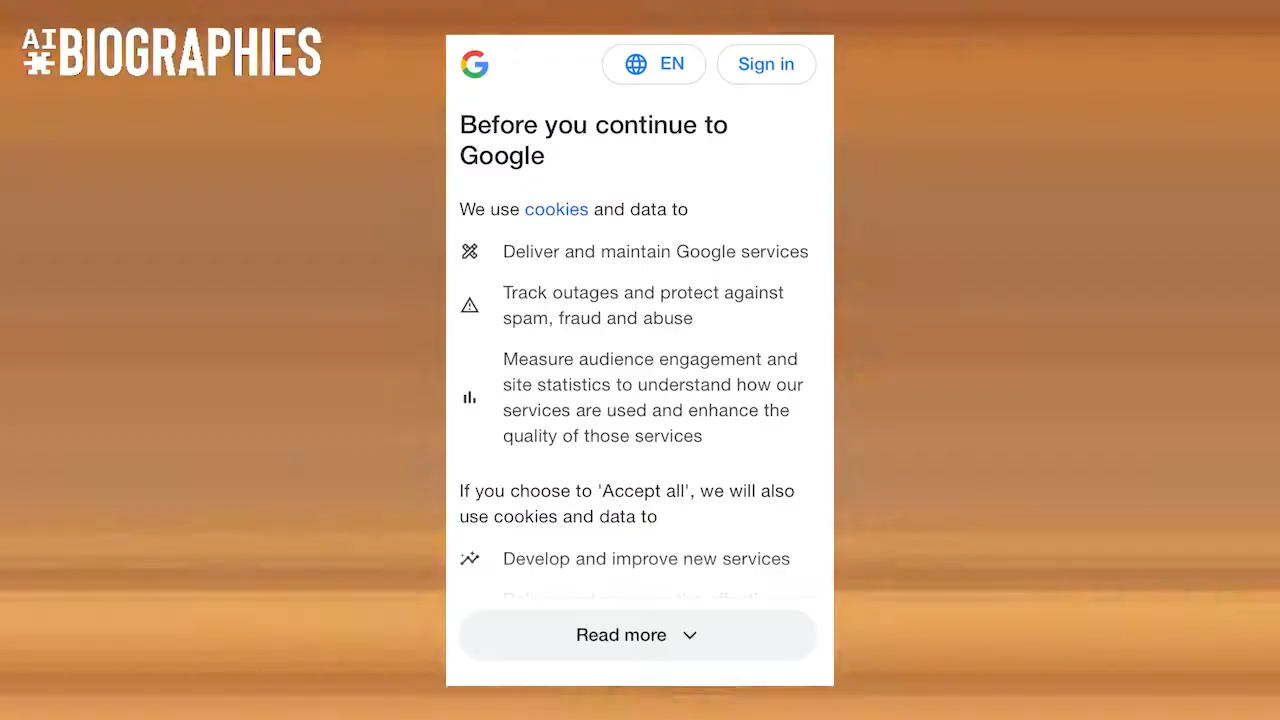 AI BIOGRAPHIES
EN
Sign in
Before you continue to
Google
We use cookies and data to
Deliver and maintain Google services
Track outages and protect against
spam, fraud and abuse
Measure audience engagement and
site statistics to understand how our
services are used and enhance the
quality of those services
If you choose to 'Accept all', we will also
use cookies and data to
Develop and improve new services
Read more